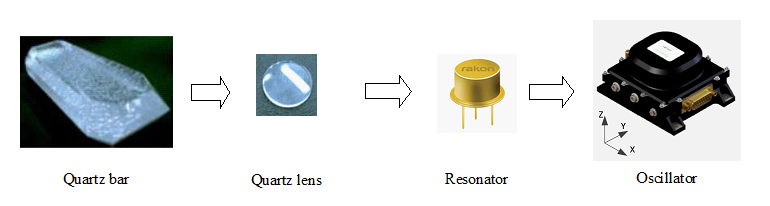 rakon
Z
Y
X
Quartz bar
Quartz lens
Resonator
Oscillator